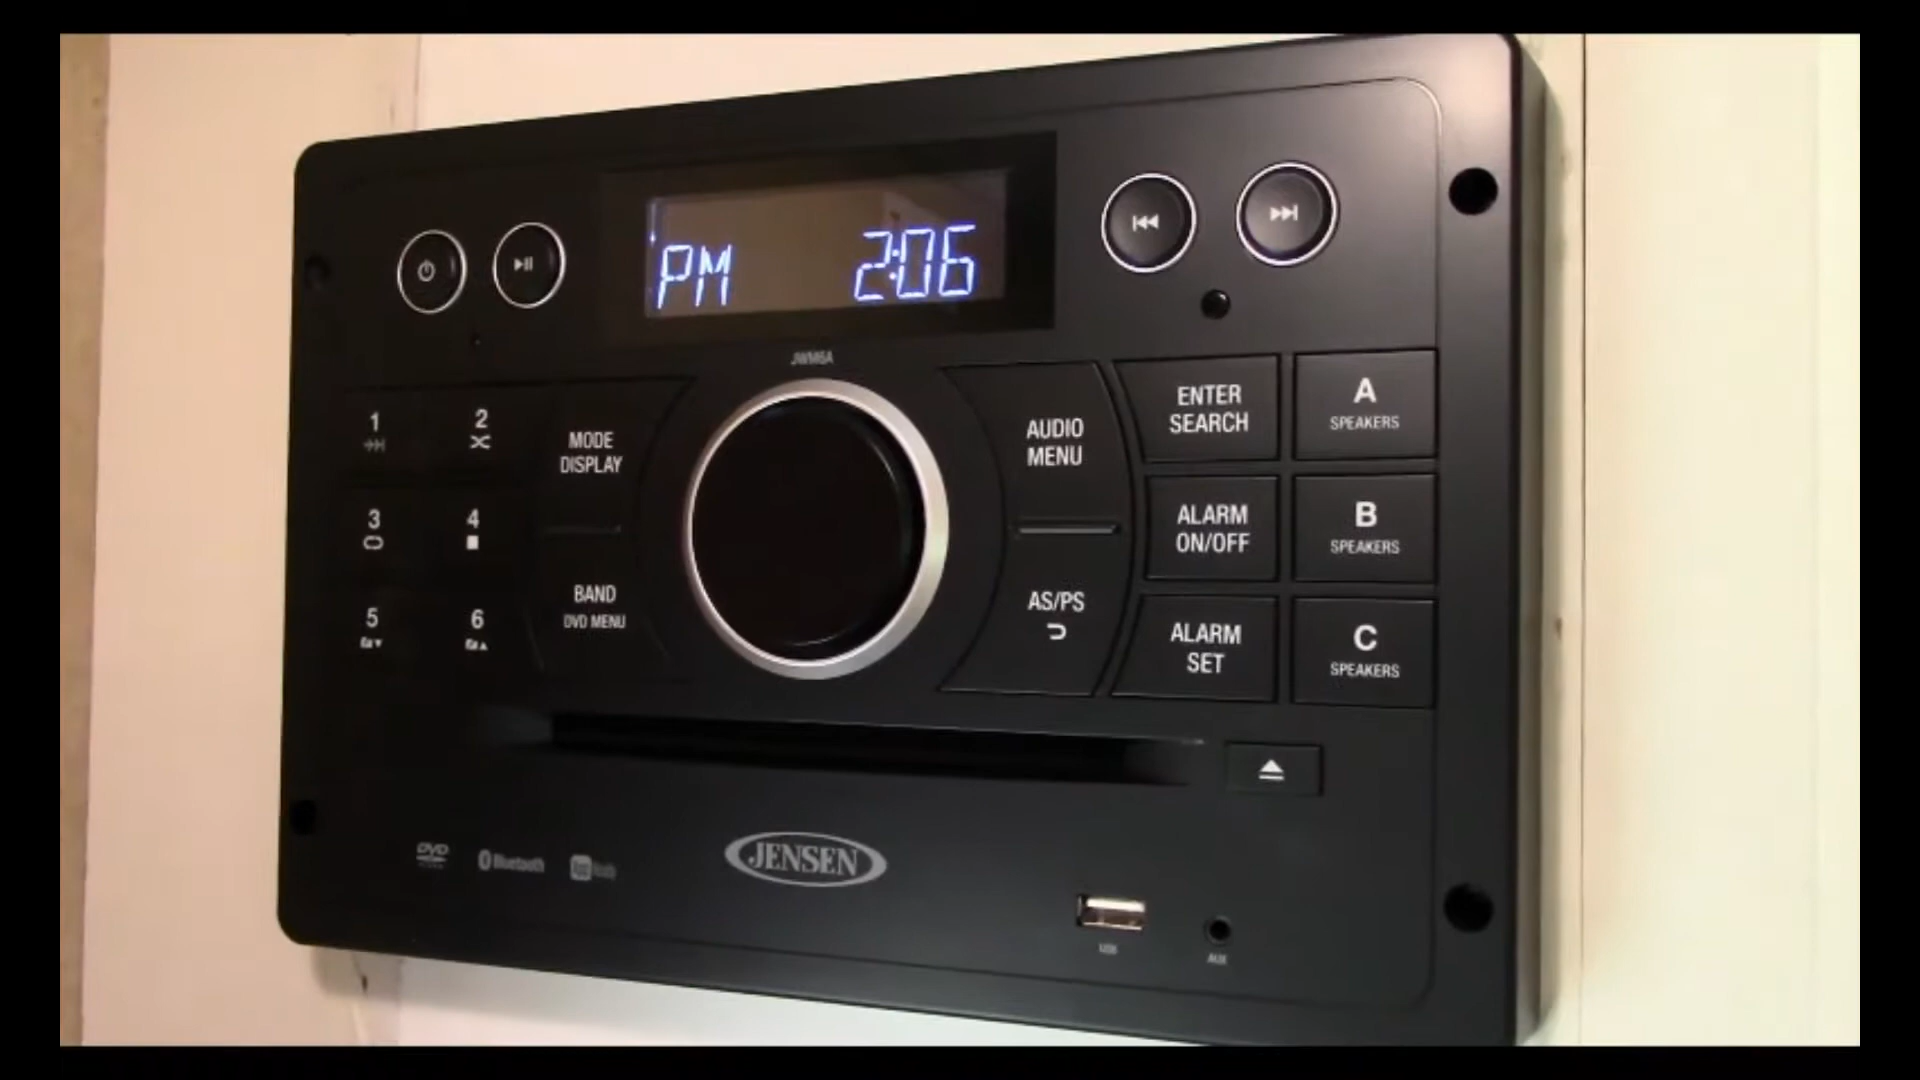 PM 2:06
JWM6A
1
2
3
4
5
6
MODE
DISPLAY
BAND
DVD MENU
AUDIO
MENU
AS/PS
ENTER
SEARCH
ALARM
ON/OFF
ALARM
SET
A
SPEAKERS
B
SPEAKERS
C
SPEAKERS
DVD
Bluetooth
JENSEN
USB
AUX